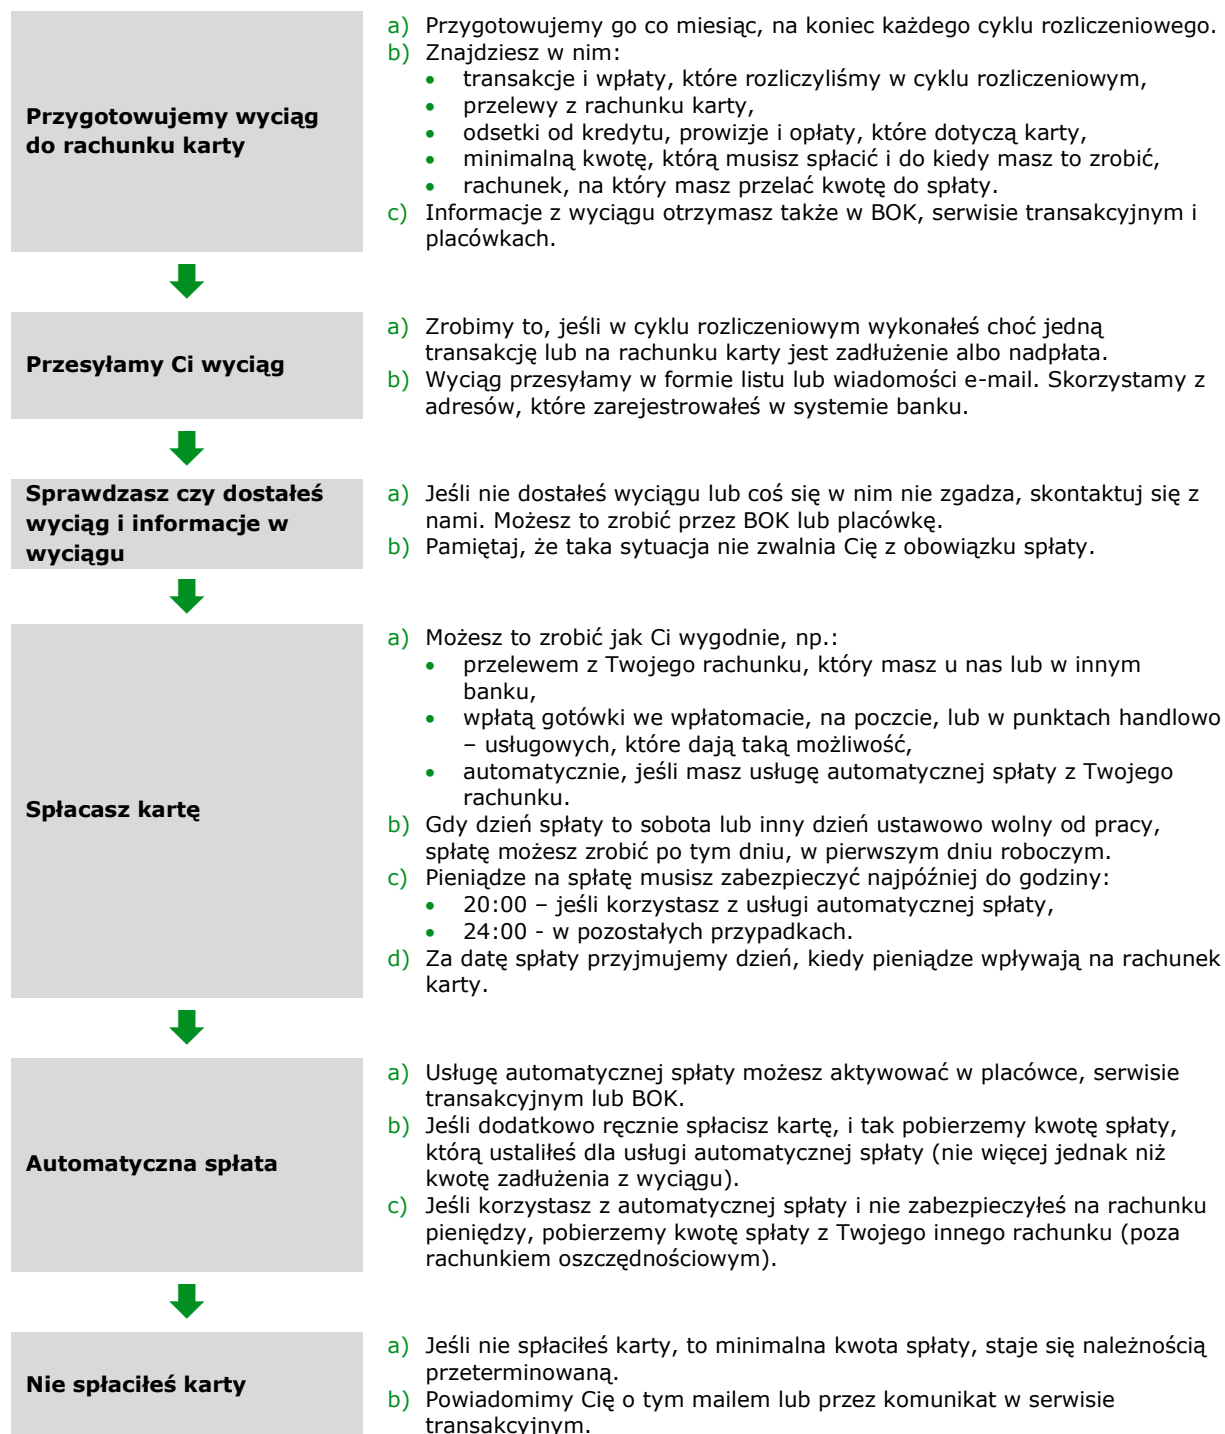 Przygotowujemy wyciąg
do rachunku karty
a) Przygotowujemy go co miesiąc, na koniec każdego cyklu rozliczeniowego.
b) Znajdziesz w nim:
• transakcje i wpłaty, które rozliczyliśmy w cyklu rozliczeniowym,
• przelewy z rachunku karty,
• odsetki od kredytu, prowizje i opłaty, które dotyczą karty,
• minimalną kwotę, którą musisz spłacić i do kiedy masz to zrobić,
• rachunek, na który masz przelać kwotę do spłaty.
c) Informacje z wyciągu otrzymasz także w BOK, serwisie transakcyjnym i
placówkach.
Przesyłamy Ci wyciąg
a) Zrobimy to, jeśli w cyklu rozliczeniowym wykonałeś choć jedną
transakcję lub na rachunku karty jest zadłużenie albo nadpłata.
b) Wyciąg przesyłamy w formie listu lub wiadomości e-mail. Skorzystamy z
adresów, które zarejestrowałeś w systemie banku.
Sprawdzasz czy dostałeś
wyciąg i informacje w
wyciągu
a) Jeśli nie dostałeś wyciągu lub coś się w nim nie zgadza, skontaktuj się z
nami. Możesz to zrobić przez BOK lub placówkę.
b) Pamiętaj, że taka sytuacja nie zwalnia Cię z obowiązku spłaty.
Spłacasz kartę
a) Możesz to zrobić jak Ci wygodnie, np.:
• przelewem z Twojego rachunku, który masz u nas lub w innym
banku,
• wpłatą gotówki we wpłatomacie, na poczcie, lub w punktach handlowo
– usługowych, które dają taką możliwość,
• automatycznie, jeśli masz usługę automatycznej spłaty z Twojego
rachunku.
b) Gdy dzień spłaty to sobota lub inny dzień ustawowo wolny od pracy,
spłatę możesz zrobić po tym dniu, w pierwszym dniu roboczym.
c) Pieniądze na spłatę musisz zabezpieczyć najpóźniej do godziny:
• 20:00 – jeśli korzystasz z usługi automatycznej spłaty,
• 24:00 - w pozostałych przypadkach.
d) Za datę spłaty przyjmujemy dzień, kiedy pieniądze wpływają na rachunek
karty.
Automatyczna spłata
a) Usługę automatycznej spłaty możesz aktywować w placówce, serwisie
transakcyjnym lub BOK.
b) Jeśli dodatkowo ręcznie spłacisz kartę, i tak pobierzemy kwotę spłaty,
którą ustaliłeś dla usługi automatycznej spłaty (nie więcej jednak niż
kwotę zadłużenia z wyciągu).
c) Jeśli korzystasz z automatycznej spłaty i nie zabezpieczyłeś na rachunku
pieniędzy, pobierzemy kwotę spłaty z Twojego innego rachunku (poza
rachunkiem oszczędnościowym).
Nie spłaciłeś karty
a) Jeśli nie spłaciłeś karty, to minimalna kwota spłaty, staje się należnością
przeterminowaną.
b) Powiadomimy Cię o tym mailem lub przez komunikat w serwisie
transakcyjnym.